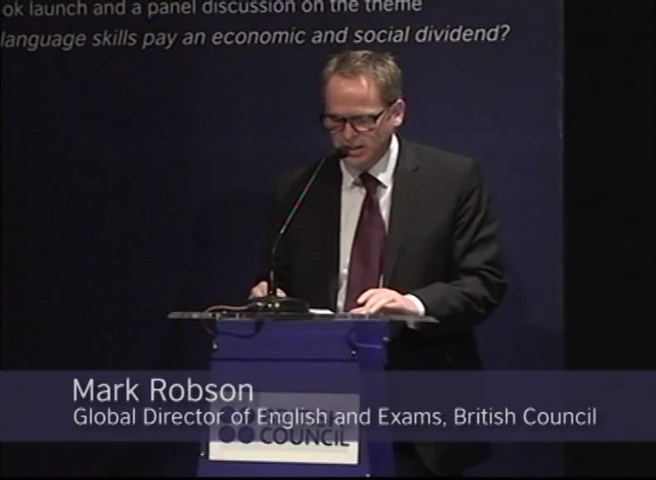 ok launch and a panel discussion on the theme
language skills pay an economic and social dividend?
Mark Robson
Global Director of English and Exams, British Council
COUNCIL